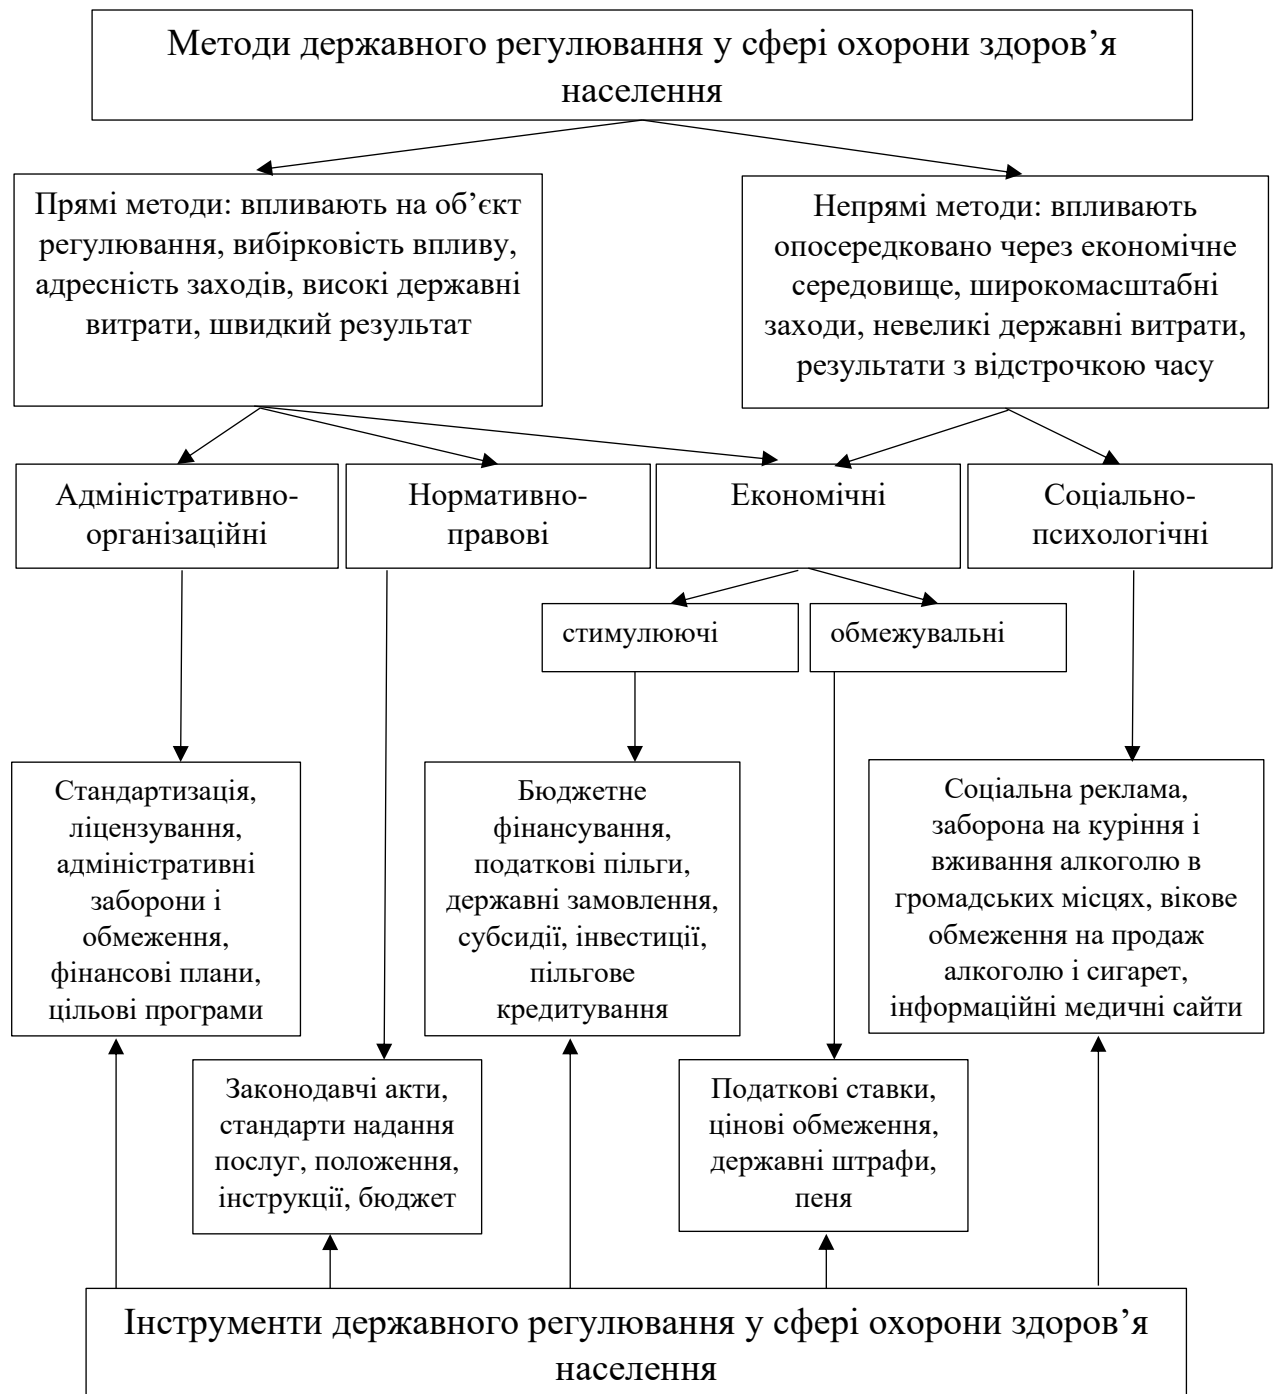 Методи державного регулювання у сфері охорони здоров’я
населення
Прямі методи: впливають на об’єкт
регулювання, вибірковість впливу,
адресність заходів, високі державні
витрати, швидкий результат
Непрямі методи: впливають
опосередковано через економічне
середовище, широкомасштабні
заходи, невеликі державні витрати,
результати з відстрочкою часу
Адміністративно-
організаційні
Нормативно-
правові
Економічні
Соціально-
психологічні
стимулюючі
обмежувальні
Стандартизація,
ліцензування,
адміністративні
заборони і
обмеження,
фінансові плани,
цільові програми
Бюджетне
фінансування,
податкові пільги,
державні замовлення,
субсидії, інвестиції,
пільгове
кредитування
Соціальна реклама,
заборона на куріння і
вживання алкоголю в
громадських місцях, вікове
обмеження на продаж
алкоголю і сигарет,
інформаційні медичні сайти
Законодавчі акти,
стандарти надання
послуг, положення,
інструкції, бюджет
Податкові ставки,
цінові обмеження,
державні штрафи,
пеня
Інструменти державного регулювання у сфері охорони здоров’я
населення